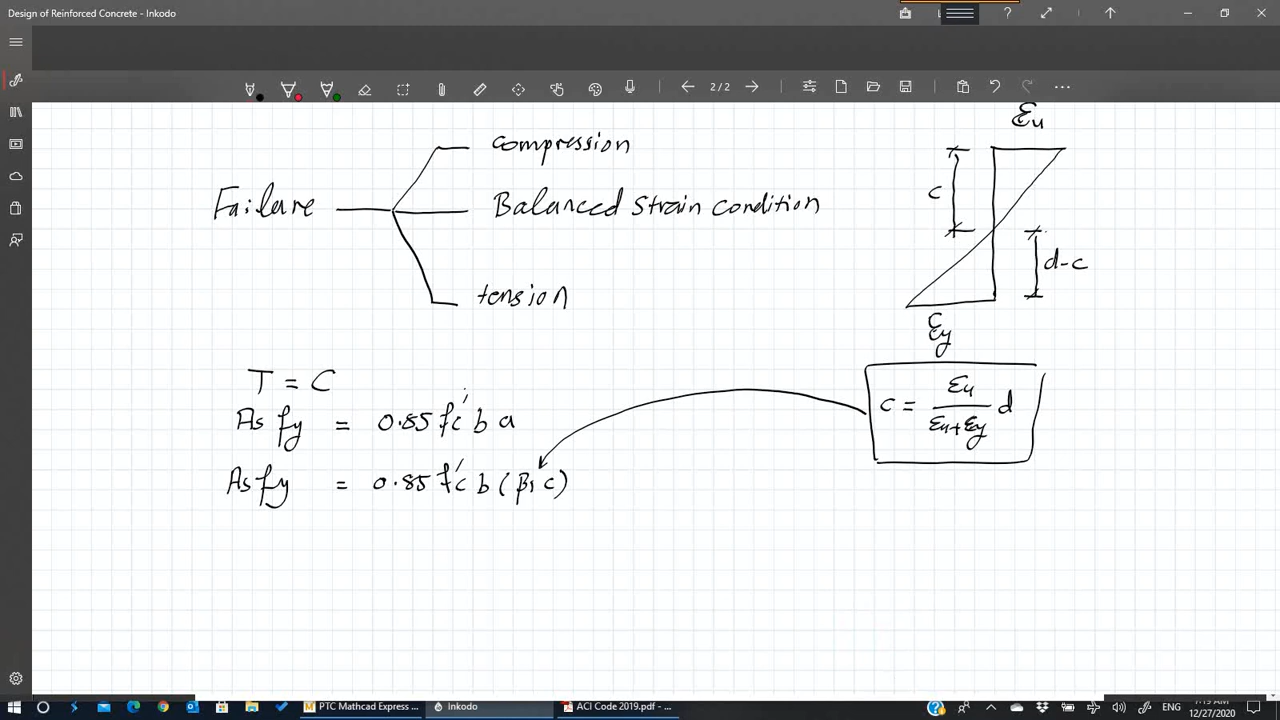 Design of Reinforced Concrete - Inkodo
2 / 2
εu
compression
Failure
Balanced strain condition
c
d-c
tension
εy
T = C
As fy = 0.85 fc' b a
c = εu / (εu + εy) d
As fy = 0.85 fc' b (β1 c)
PTC Mathcad Express ...
Inkodo
ACI Code 2019.pdf - ...
ENG
12/27/2020